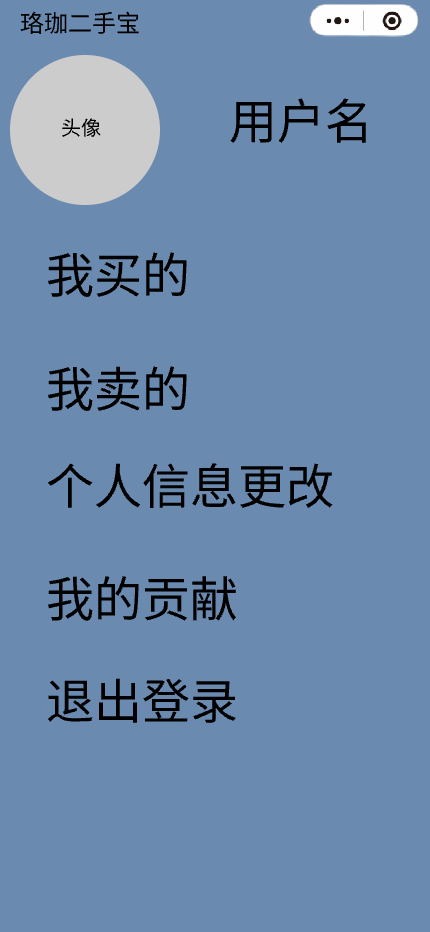 珞珈二手宝
头像
用户名
我买的
我卖的
个人信息更改
我的贡献
退出登录